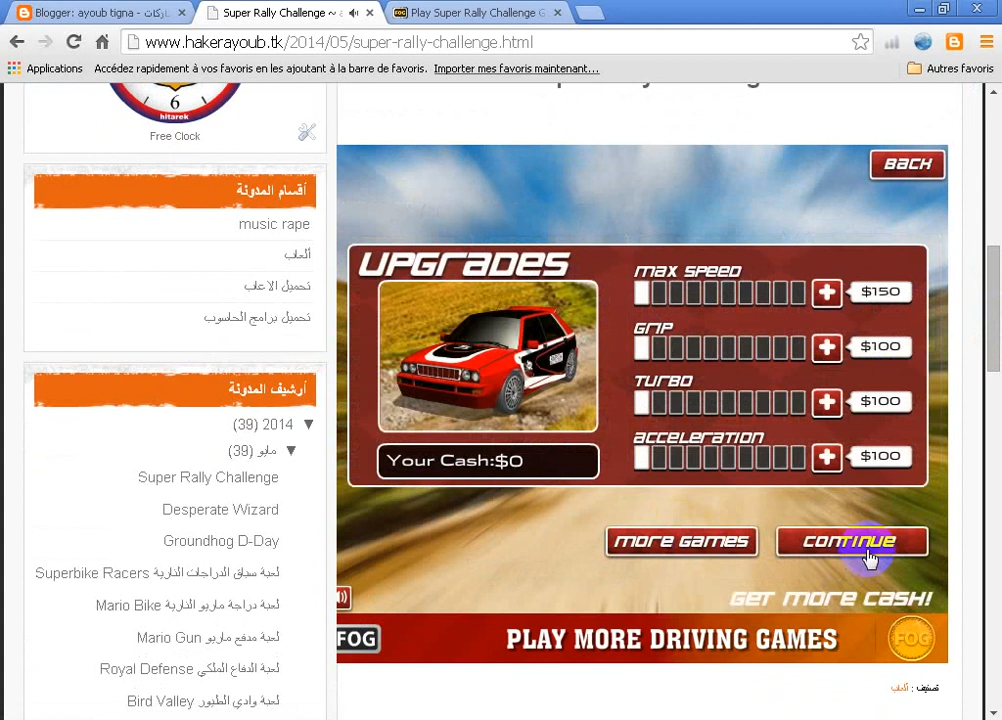 Blogger: ayoub tigna - باركات
Super Rally Challenge ~
Play Super Rally Challenge G
www.hakerayoub.tk/2014/05/super-rally-challenge.html
Applications
Accédez rapidement à vos favoris en les ajoutant à la barre de favoris. Importer mes favoris maintenant...
Autres favoris
6
hitarek
Free Clock
أقسام المدونة
music rape
ألعاب
تحميل الاعاب
تحميل برامج الحاسوب
أرشيف المدونة
▼ 2014 (39)
▼ مايو (39)
Super Rally Challenge
Desperate Wizard
Groundhog D-Day
لعبة سباق الدراجات النارية Superbike Racers
لعبة دراجة ماريو النارية Mario Bike
لعبة مدفع ماريو Mario Gun
لعبة الدفاع الملكي Royal Defense
لعبة وادي الطيور Bird Valley
BACK
UPGRADES
MAX SPEED
$150
GRIP
$100
TURBO
$100
ACCELERATION
$100
Your Cash:$0
MORE GAMES
CONTINUE
GET MORE CASH!
FOG
PLAY MORE DRIVING GAMES
FOG
تصنيف : ألعاب